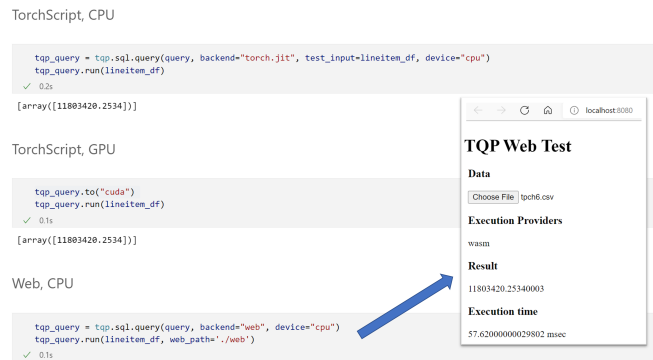 TorchScript, CPU
tqp_query = tqp.sql.query(query, backend="torch.jit", test_input=lineitem_df, device="cpu")
tqp_query.run(lineitem_df)
✓ 0.2s
[array([11803420.2534])]
TorchScript, GPU
tqp_query.to("cuda")
tqp_query.run(lineitem_df)
✓ 0.1s
[array([11803420.2534])]
Web, CPU
tqp_query = tqp.sql.query(query, backend="web", device="cpu")
tqp_query.run(lineitem_df, web_path='./web')
✓ 0.1s
localhost:8080
TQP Web Test
Data
Choose File tpch6.csv
Execution Providers
wasm
Result
11803420.25340003
Execution time
57.62000000029802 msec